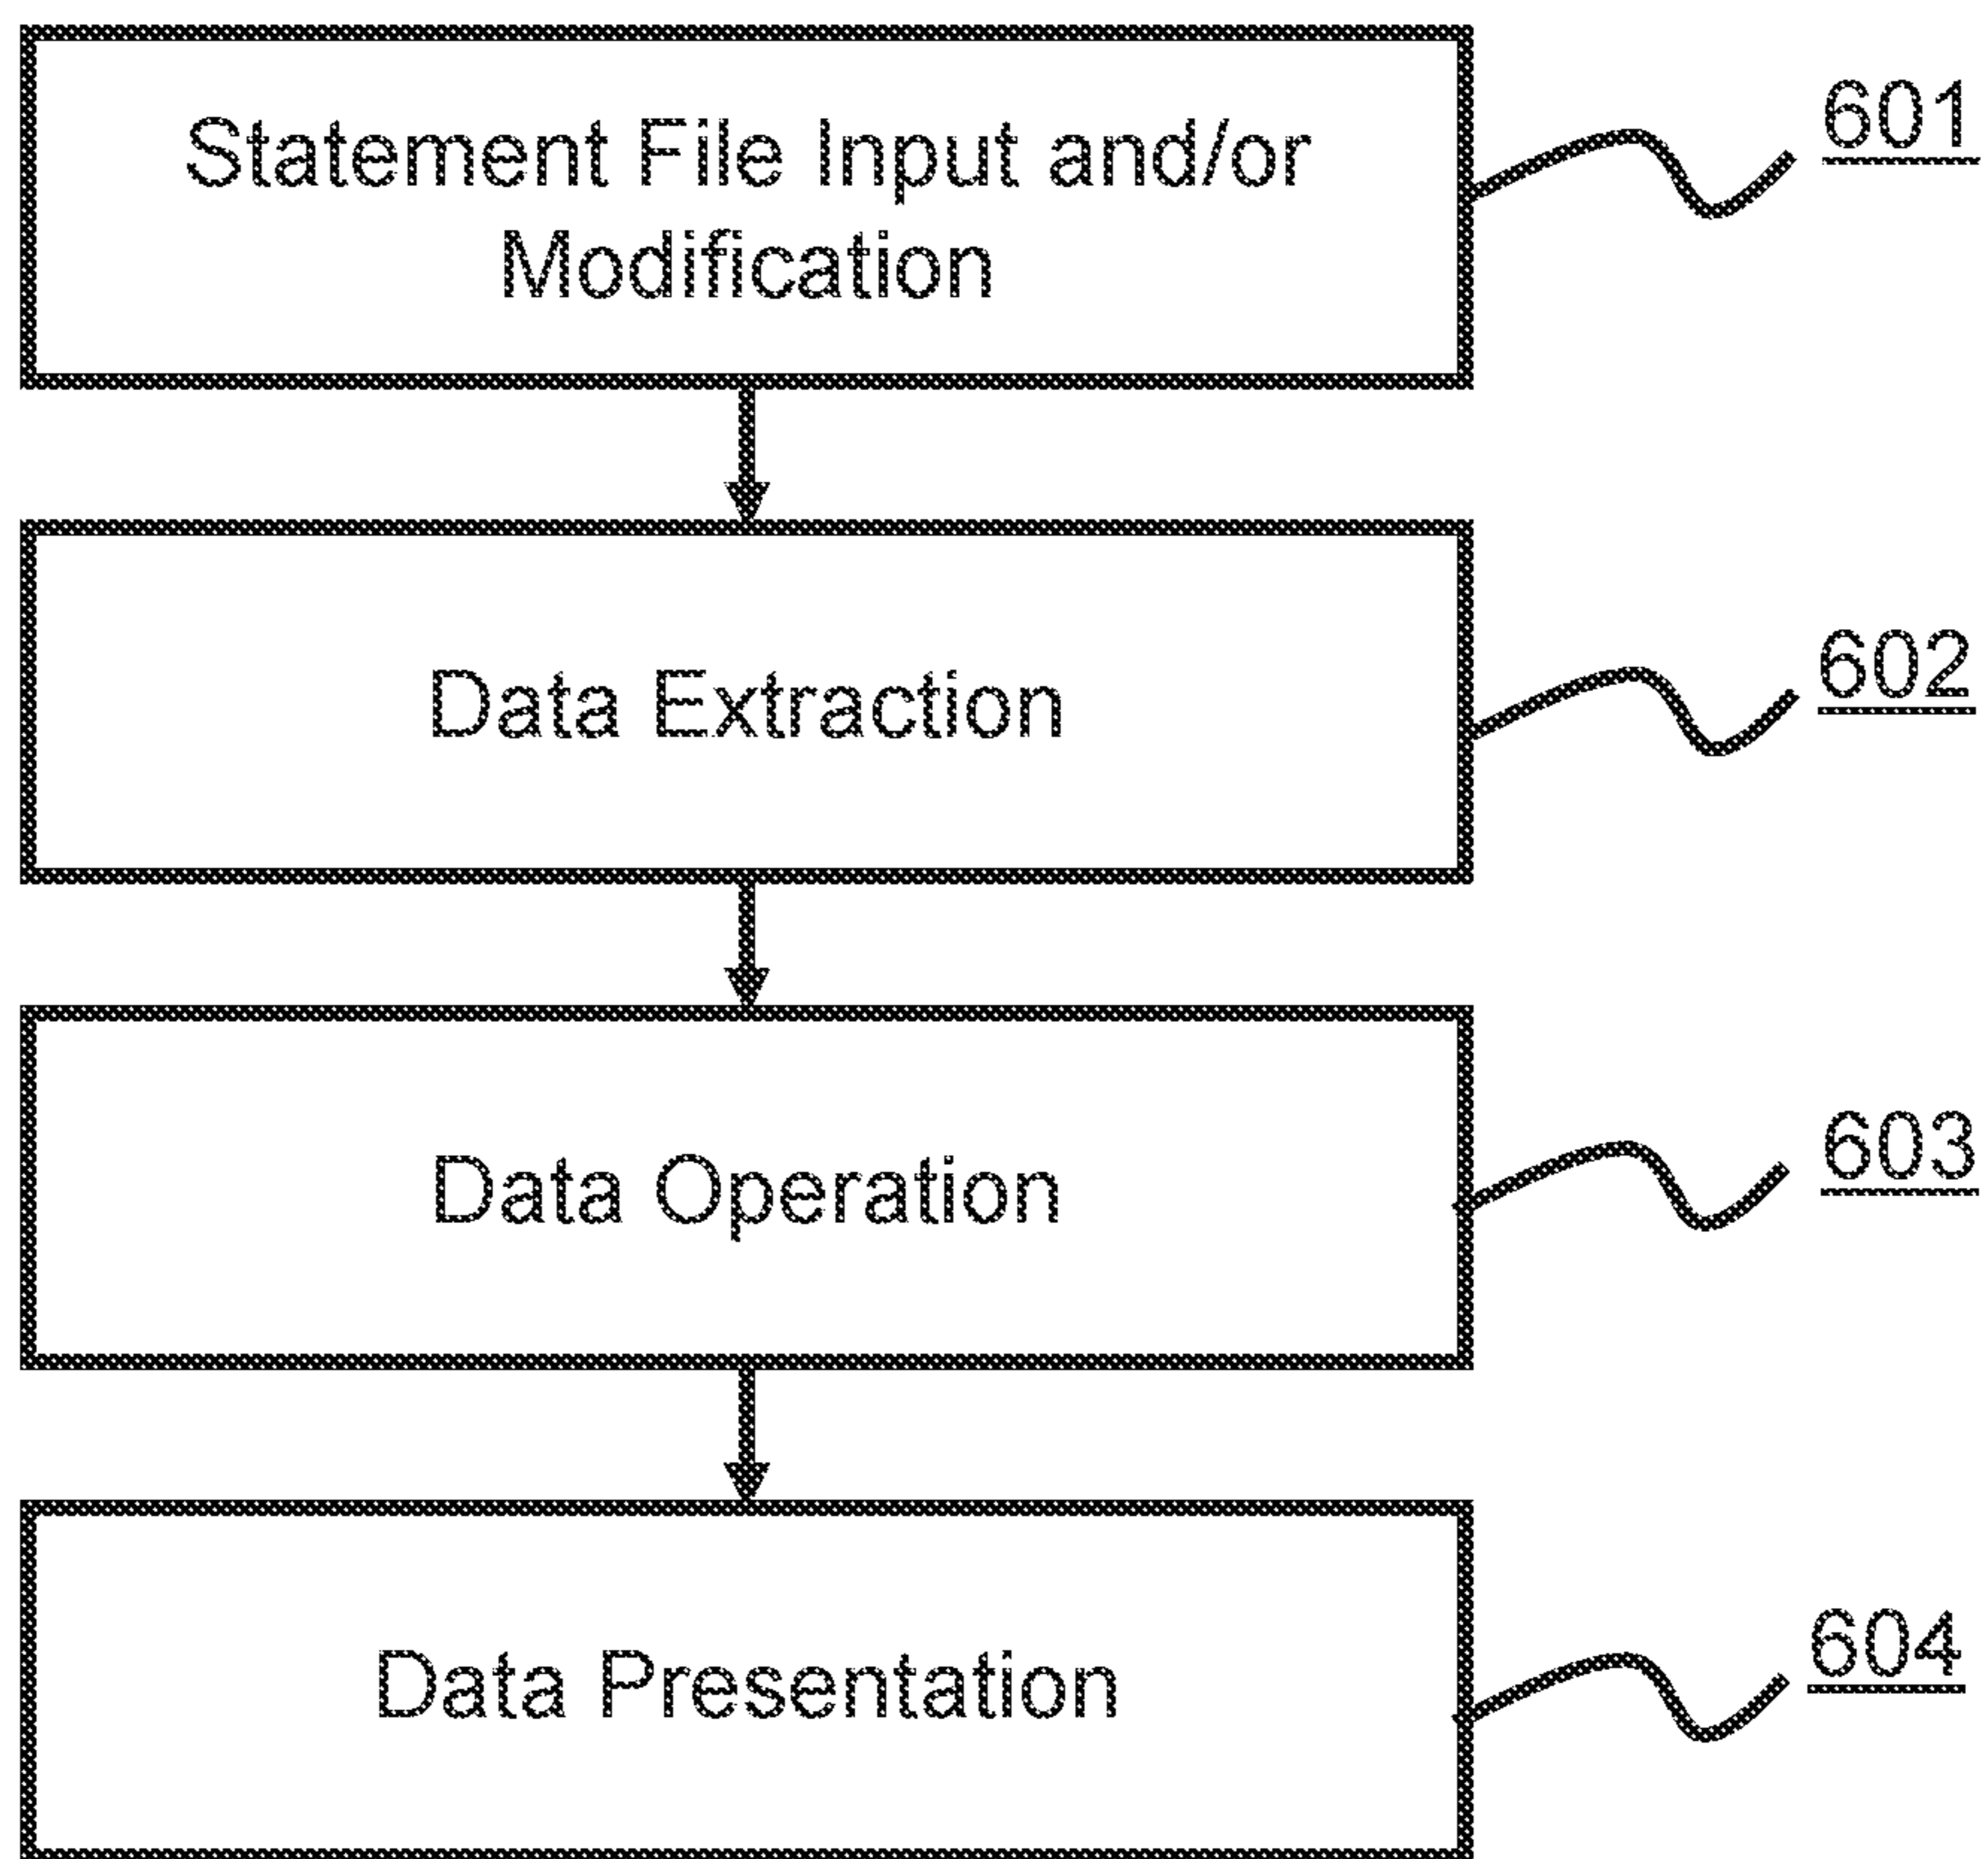 Statement File Input and/or
Modification
601
Data Extraction
602
Data Operation
603
Data Presentation
604